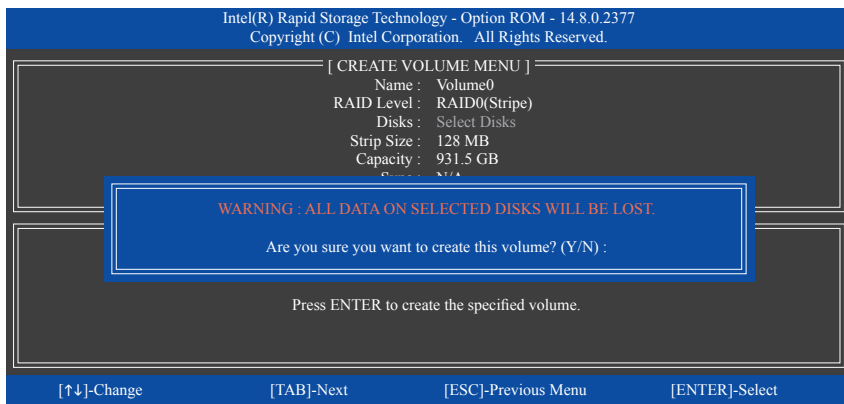 Intel(R) Rapid Storage Technology - Option ROM - 14.8.0.2377
Copyright (C) Intel Corporation. All Rights Reserved.
[ CREATE VOLUME MENU ]
Name : Volume0
RAID Level : RAID0(Stripe)
Disks : Select Disks
Strip Size : 128 MB
Capacity : 931.5 GB
WARNING : ALL DATA ON SELECTED DISKS WILL BE LOST.
Are you sure you want to create this volume? (Y/N) :
Press ENTER to create the specified volume.
[↑↓]-Change [TAB]-Next [ESC]-Previous Menu [ENTER]-Select